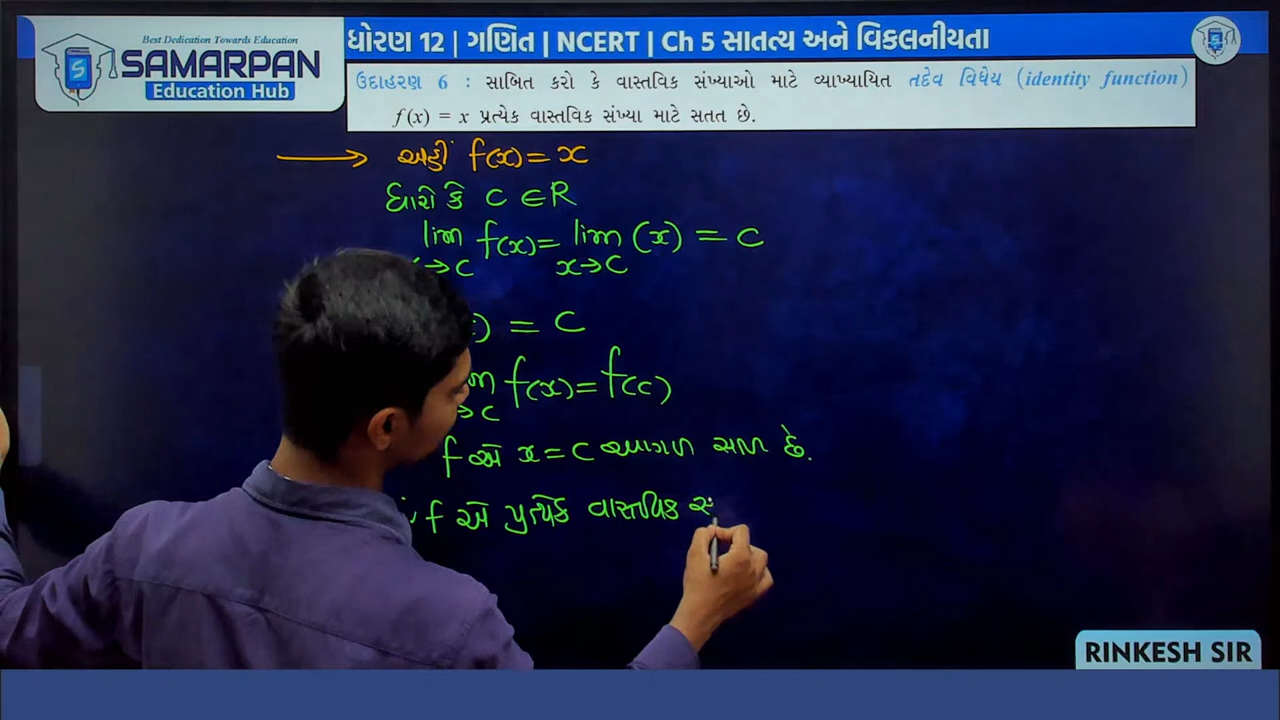 Best Dedication Towards Education
SAMARPAN
Education Hub
ધોરણ 12 | ગણિત | NCERT | Ch 5 સાતત્ય અને વિકલનીયતા
ઉદાહરણ 6 : સાબિત કરો કે વાસ્તવિક સંખ્યાઓ માટે વ્યાખ્યાયિત તદેવ વિધેય (identity function)
f(x) = x પ્રત્યેક વાસ્તવિક સંખ્યા માટે સતત છે.
અહીં f(x) = x
ધારો કે C ∈ R
lim f(x) = lim (x) = C
→C x→C
) = C
f(x) = f(c)
→C
f એ x = C આગળ સતત છે.
f એ પ્રત્યેક વાસ્તવિક
RINKESH SIR